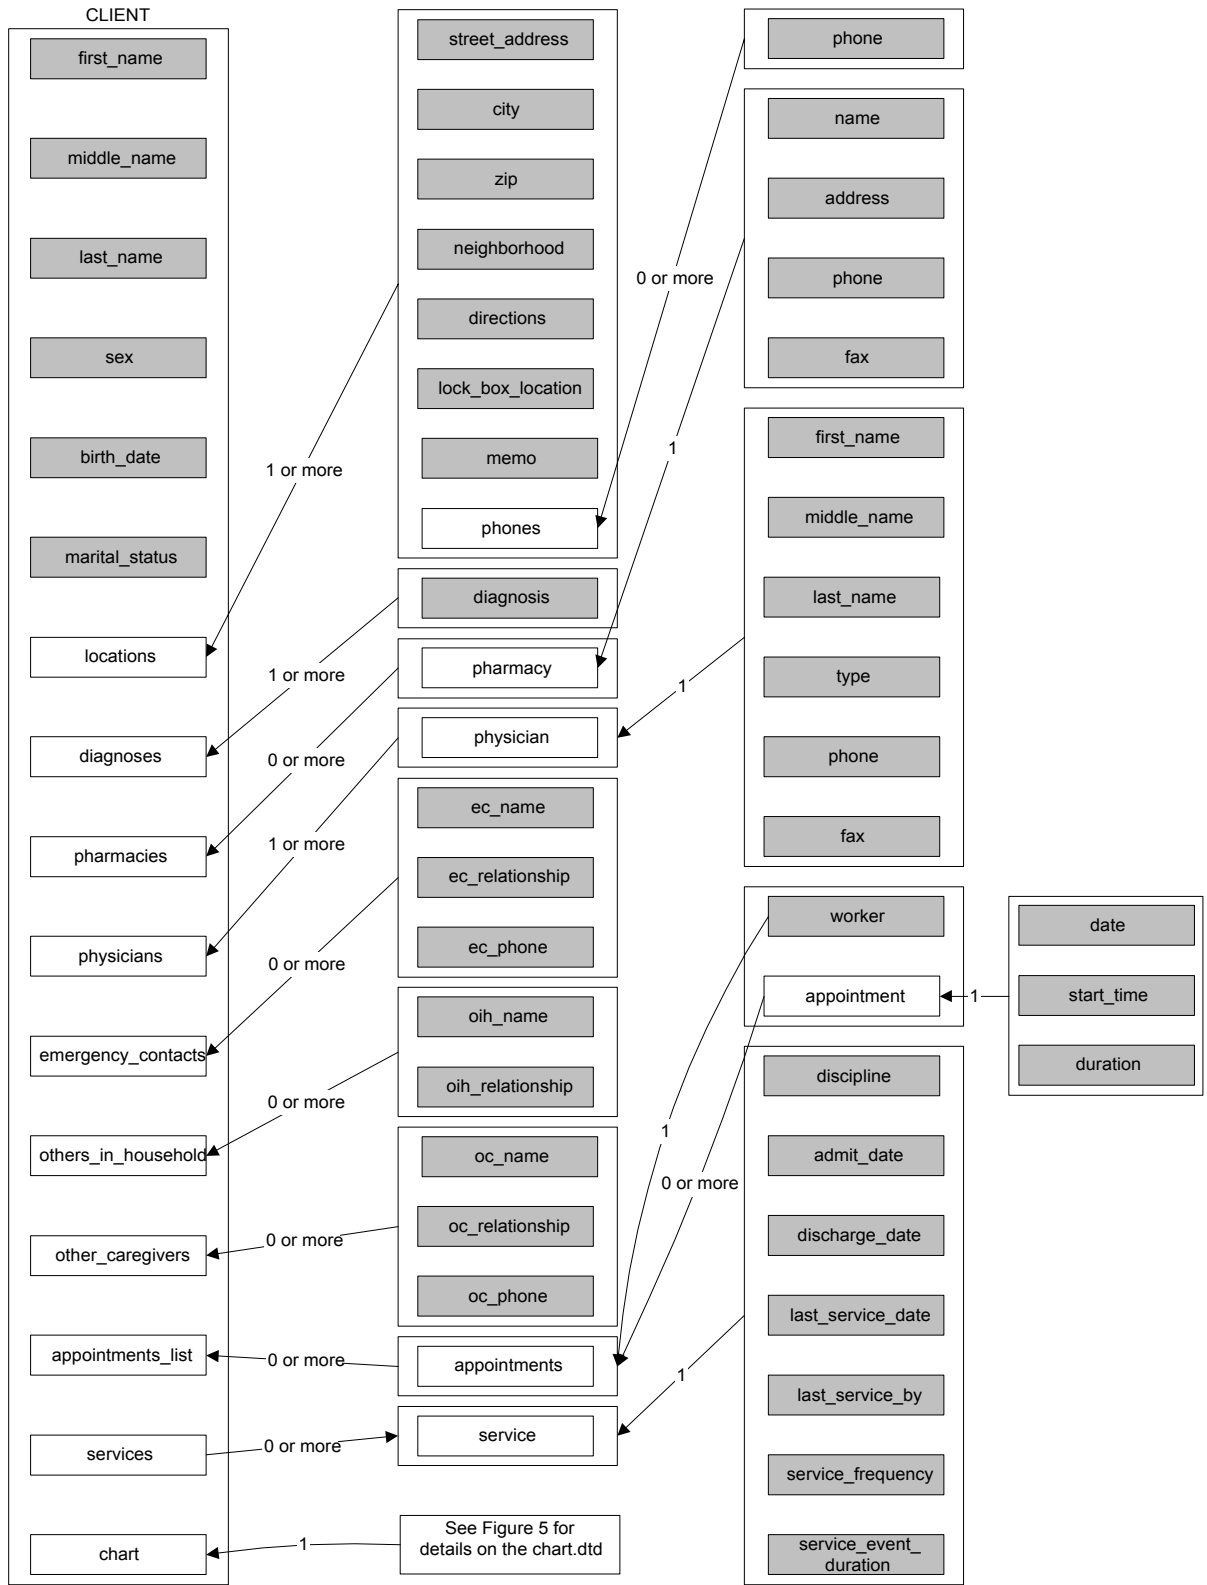 CLIENT
first_name
middle_name
last_name
sex
birth_date
marital_status
locations
diagnoses
pharmacies
physicians
emergency_contacts
others_in_household
other_caregivers
appointments_list
services
chart
1 or more
1 or more
0 or more
1 or more
0 or more
0 or more
0 or more
0 or more
0 or more
1
street_address
city
zip
neighborhood
directions
lock_box_location
memo
phones
diagnosis
pharmacy
physician
ec_name
ec_relationship
ec_phone
oih_name
oih_relationship
oc_name
oc_relationship
oc_phone
appointments
service
See Figure 5 for
details on the chart.dtd
0 or more
1
1
1
0 or more
1
phone
name
address
phone
fax
first_name
middle_name
last_name
type
phone
fax
worker
appointment
discipline
admit_date
discharge_date
last_service_date
last_service_by
service_frequency
service_event_
duration
1
date
start_time
duration